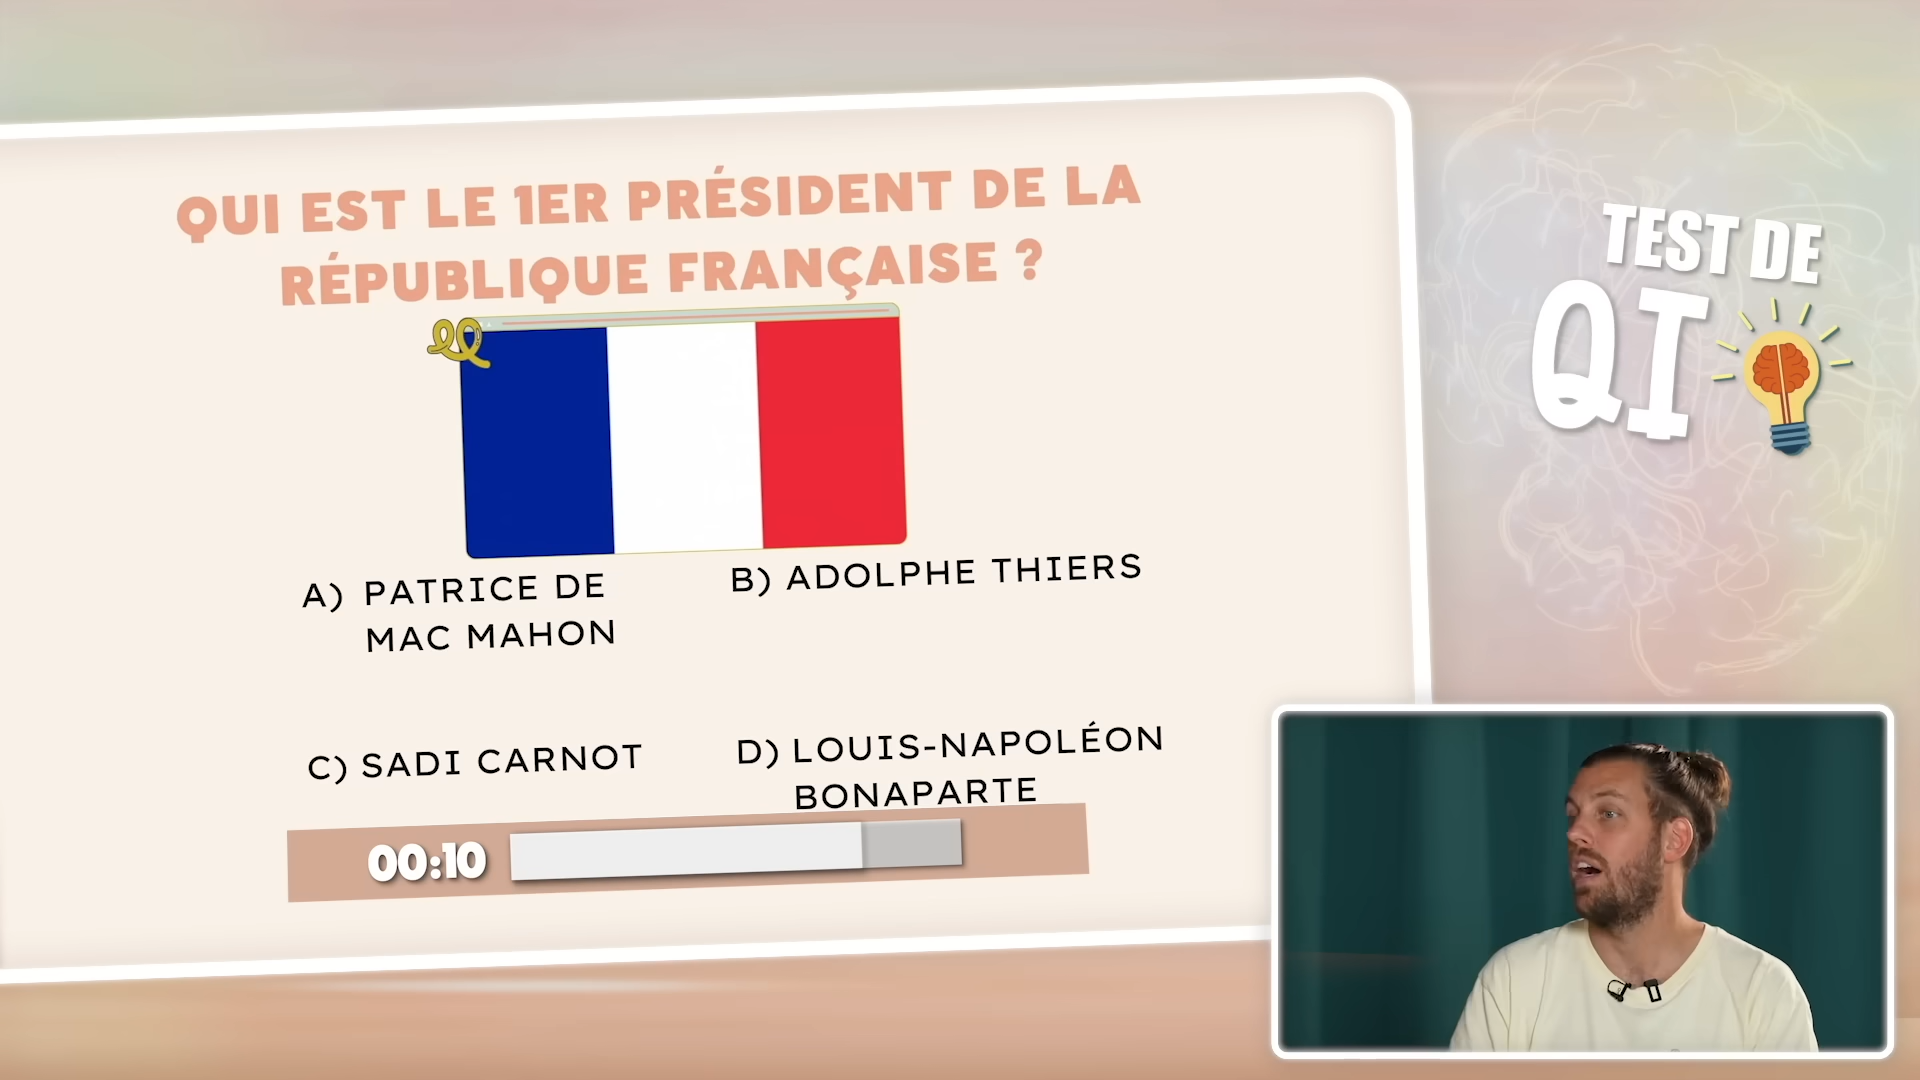 QUI EST LE 1ER PRÉSIDENT DE LA
RÉPUBLIQUE FRANÇAISE ?
A) PATRICE DE
MAC MAHON
B) ADOLPHE THIERS
C) SADI CARNOT
D) LOUIS-NAPOLÉON
BONAPARTE
00:10
TEST DE
QI